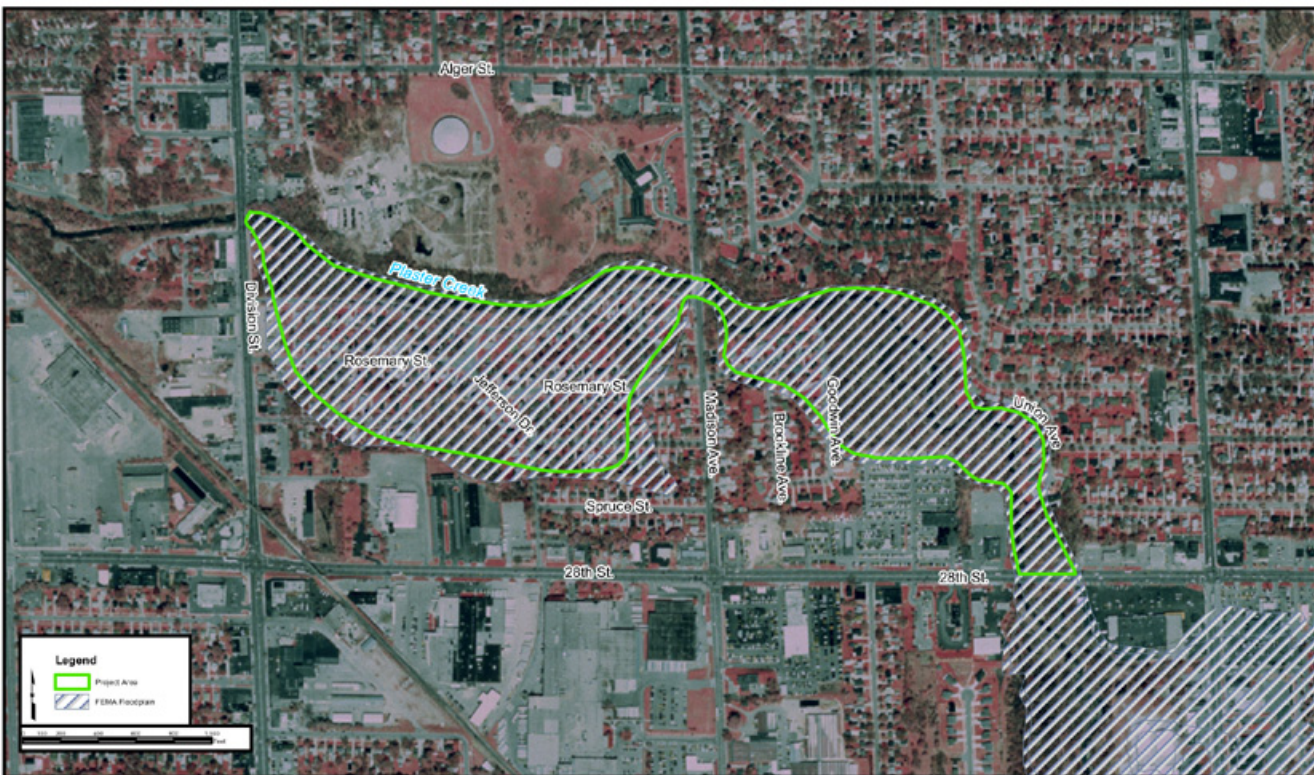 Alger St.
Plaster Creek
Division St.
Rosemary St.
Jefferson Dr.
Rosemary St.
Madison Ave.
Brookline Ave.
Goodwin Ave.
Union Ave
Spruce St.
28th St.
28th St.
Legend
Project Area
FEMA Floodplain
Feet